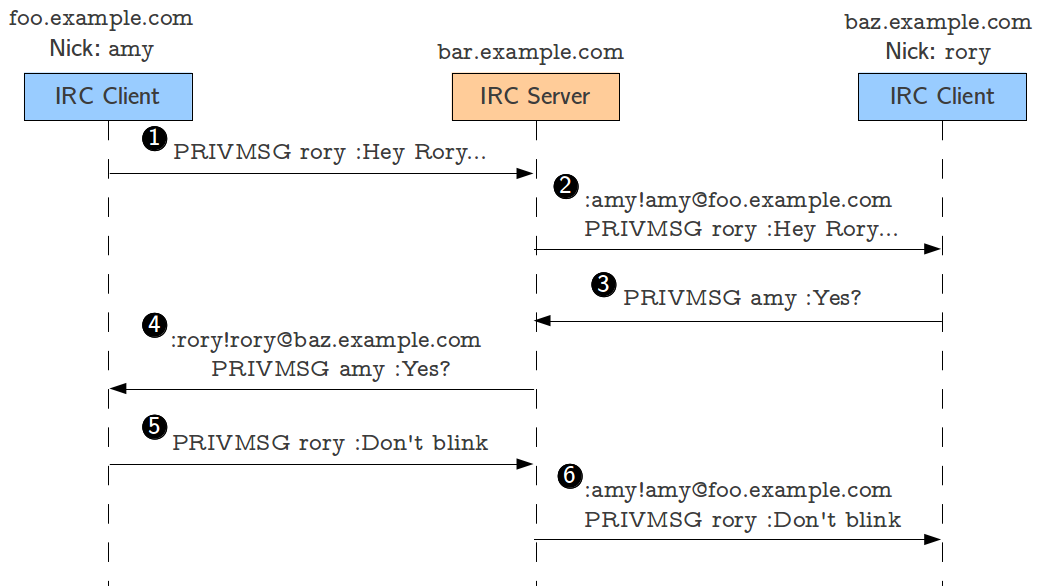 foo.example.com
Nick: amy
bar.example.com
baz.example.com
Nick: rory
IRC Client
IRC Server
IRC Client
1
PRIVMSG rory :Hey Rory...
2
:amy!amy@foo.example.com
PRIVMSG rory :Hey Rory...
3
PRIVMSG amy :Yes?
4
:rory!rory@baz.example.com
PRIVMSG amy :Yes?
5
PRIVMSG rory :Don't blink
6
:amy!amy@foo.example.com
PRIVMSG rory :Don't blink